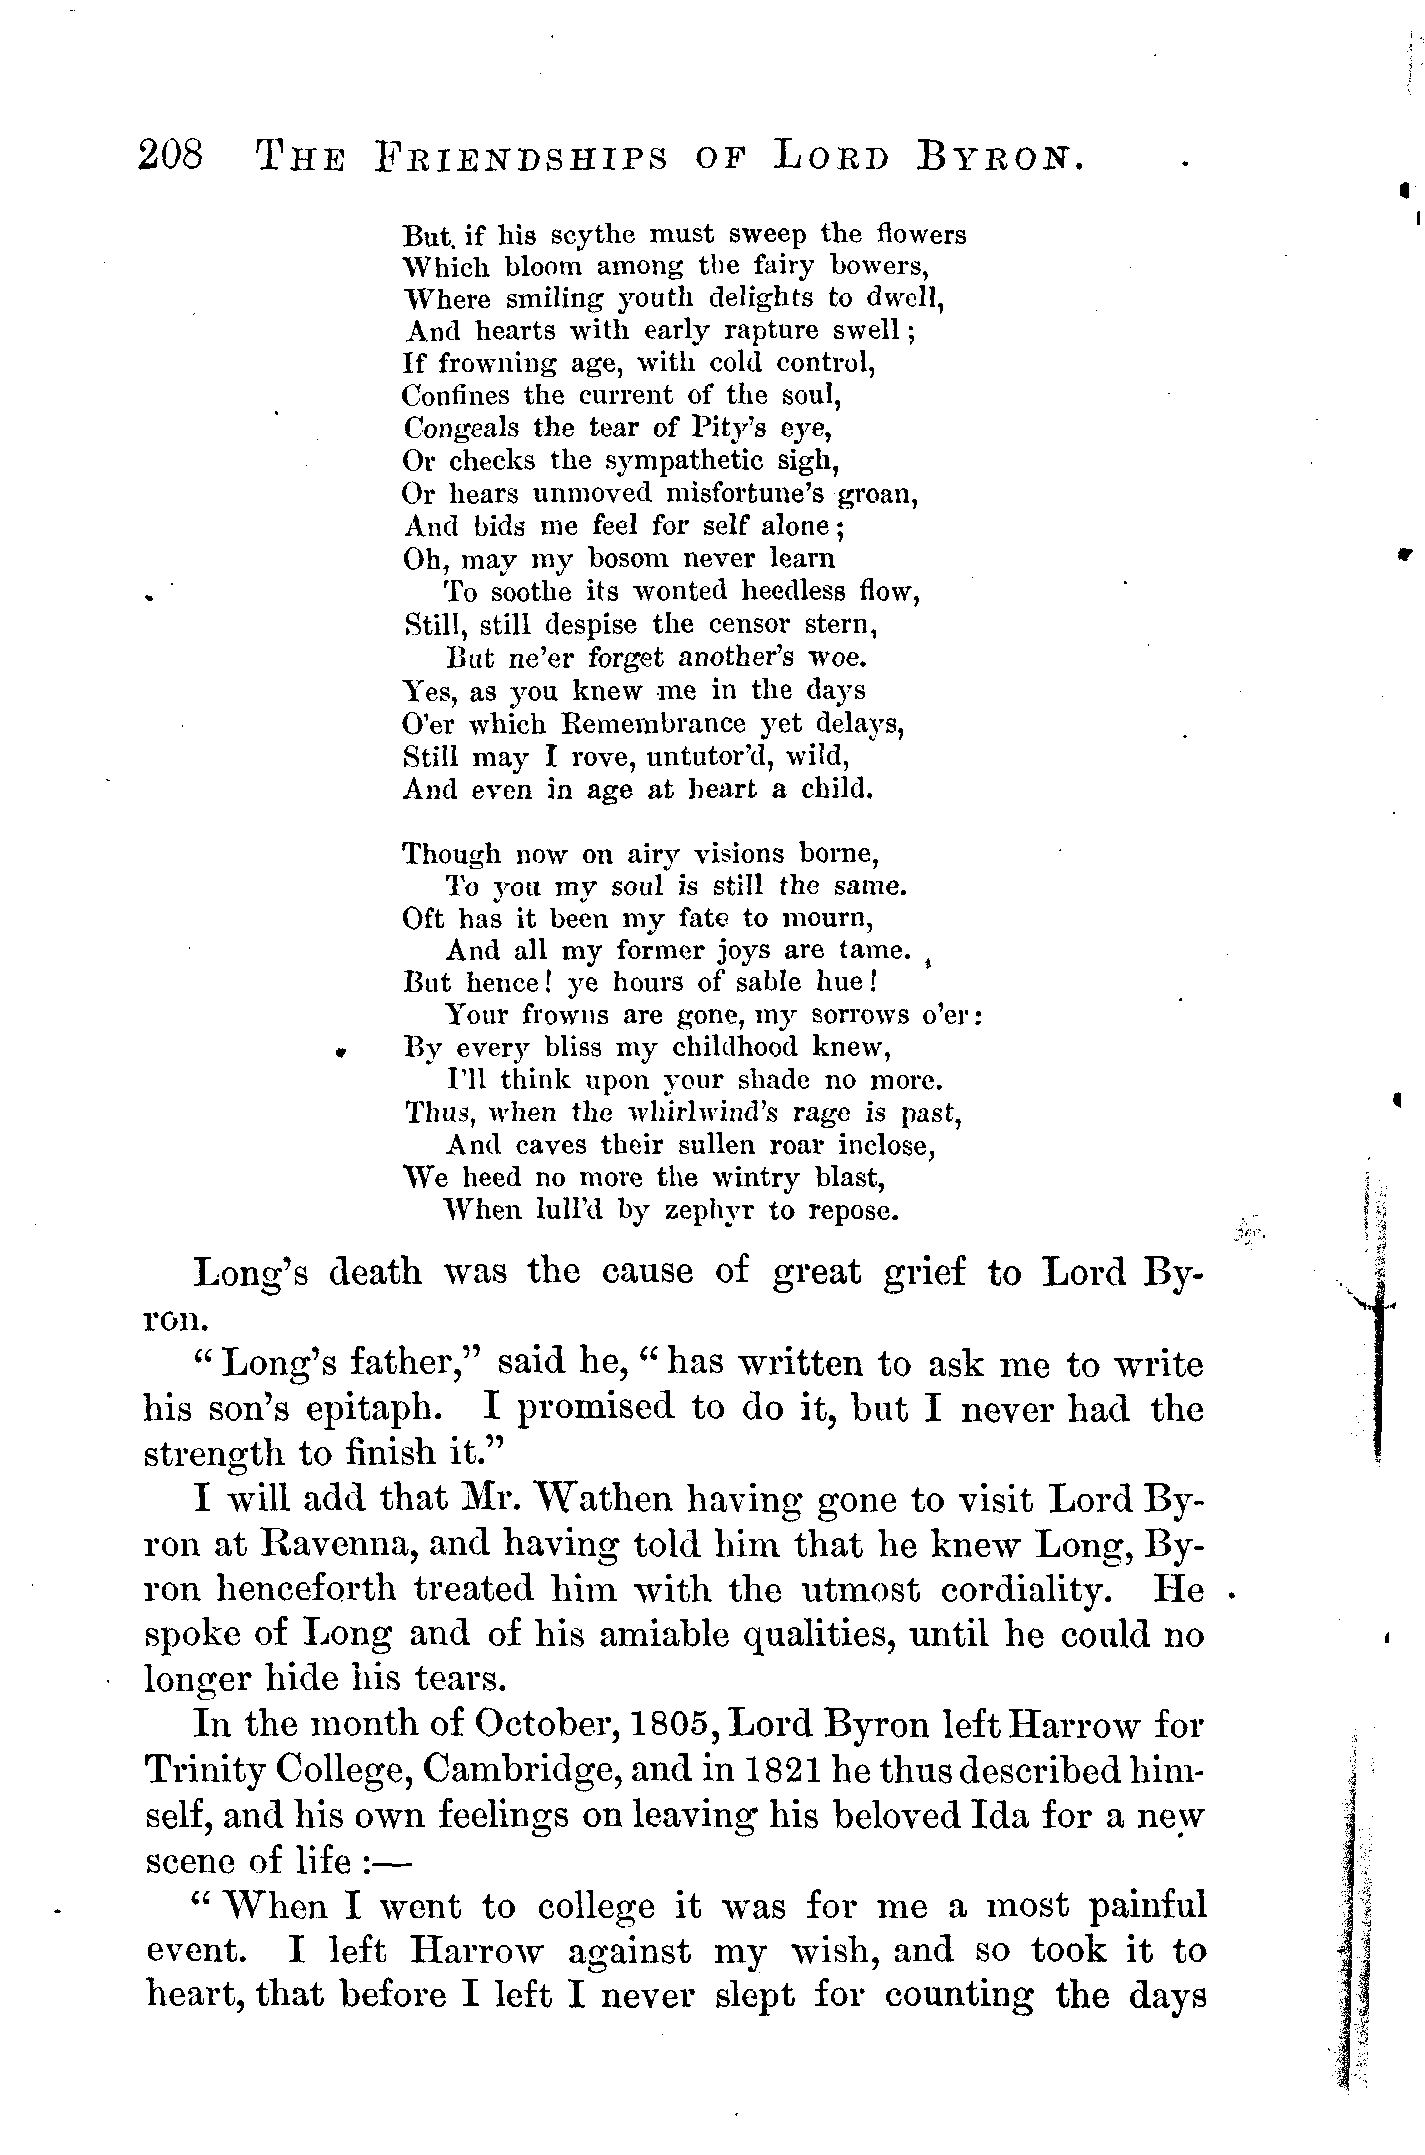 208 THE FRIENDSHIPS OF LORD BYRON.
But if his scythe must sweep the flowers
Which bloom among the fairy bowers,
Where smiling youth delights to dwell,
And hearts with early rapture swell;
If frowning age, with cold control,
Confines the current of the soul,
Congeals the tear of Pity's eye,
Or checks the sympathetic sigh,
Or hears unmoved misfortune's groan,
And bids me feel for self alone;
Oh, may my bosom never learn
To soothe its wonted heedless flow,
Still, still despise the censor stern,
But ne'er forget another's woe.
Yes, as you knew me in the days
O'er which Remembrance yet delays,
Still may I rove, untutor'd, wild,
And even in age at heart a child.
Though now on airy visions borne,
To you my soul is still the same.
Oft has it been my fate to mourn,
And all my former joys are tame.
But hence! ye hours of sable hue!
Your frowns are gone, my sorrows o'er:
By every bliss my childhood knew,
I'll think upon your shade no more.
Thus, when the whirlwind's rage is past,
And caves their sullen roar inclose,
We heed no more the wintry blast,
When lull'd by zephyr to repose.
Long's death was the cause of great grief to Lord By-
ron.
"Long's father," said he, "has written to ask me to write
his son's epitaph. I promised to do it, but I never had the
strength to finish it."
I will add that Mr. Wathen having gone to visit Lord By-
ron at Ravenna, and having told him that he knew Long, By-
ron henceforth treated him with the utmost cordiality. He
spoke of Long and of his amiable qualities, until he could no
longer hide his tears.
In the month of October, 1805, Lord Byron left Harrow for
Trinity College, Cambridge, and in 1821 he thus described him-
self, and his own feelings on leaving his beloved Ida for a new
scene of life :—
"When I went to college it was for me a most painful
event. I left Harrow against my wish, and so took it to
heart, that before I left I never slept for counting the days